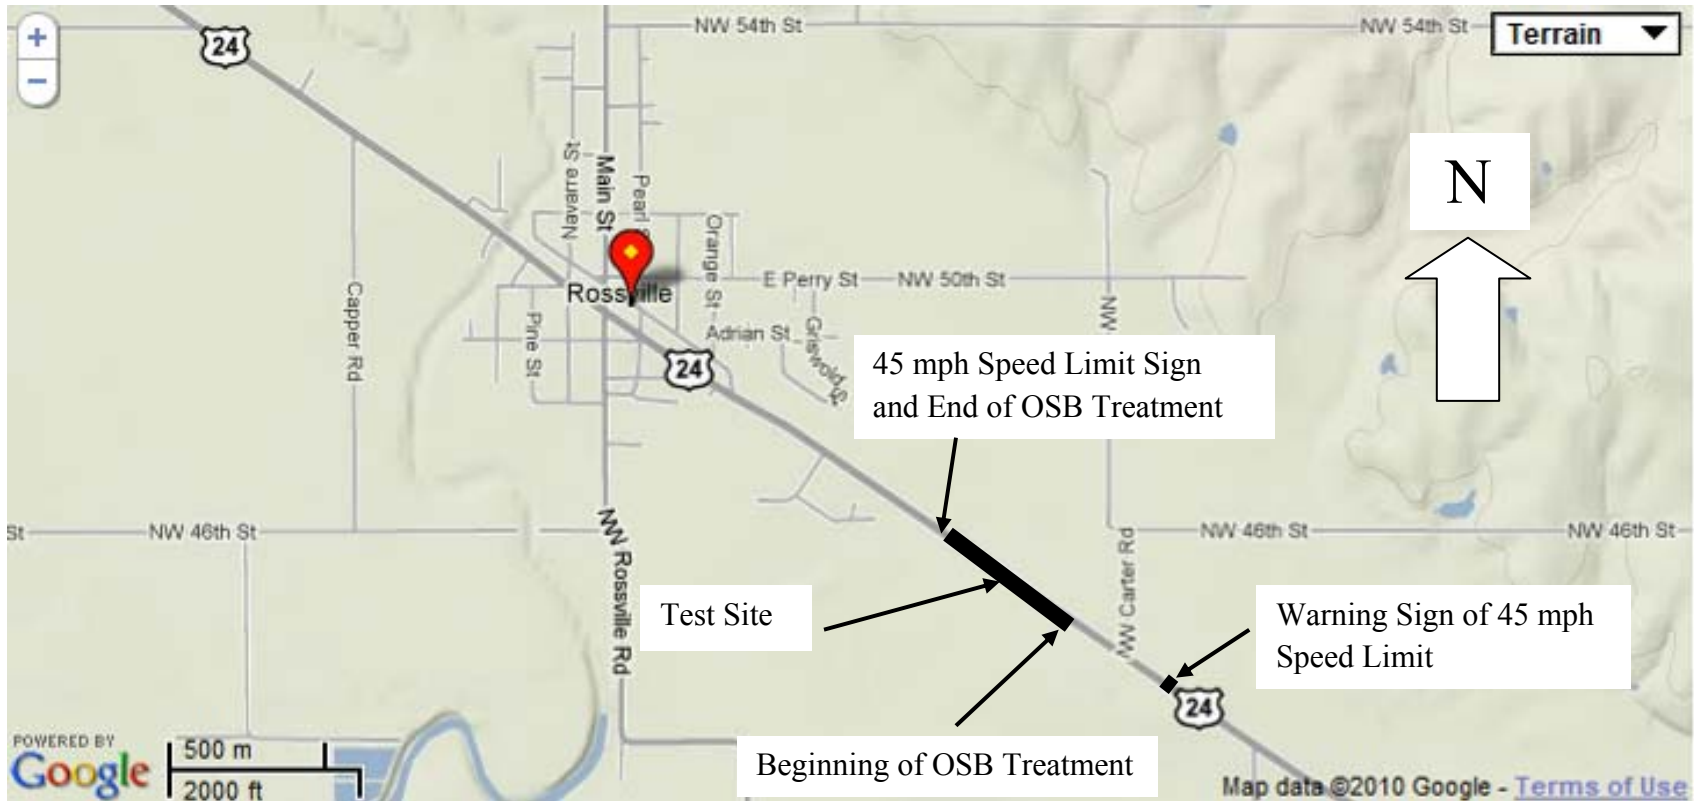 +
−
24
NW 54th St
NW 54th St
Terrain
N
Navarre St
Main St
Pearl
Orange St
E Perry St
NW 50th St
Rossville
Capper Rd
Pine St
Adrian St
Griswold St
24
NW
45 mph Speed Limit Sign
and End of OSB Treatment
St
NW 46th St
NW 46th St
NW 46th St
NW Rossville Rd
NW Carter Rd
Test Site
Warning Sign of 45 mph
Speed Limit
24
Beginning of OSB Treatment
POWERED BY
Google
500 m
2000 ft
Map data ©2010 Google - Terms of Use